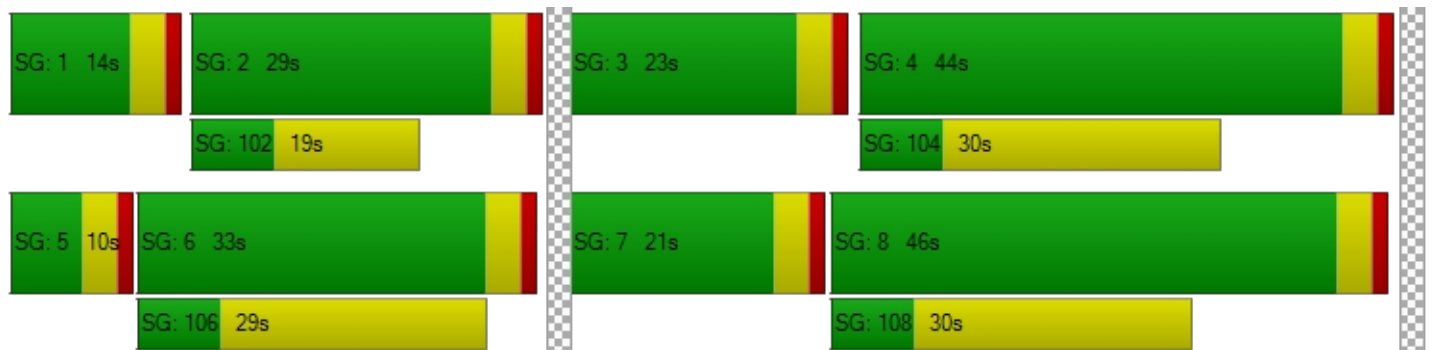 SG: 1 14s SG: 2 29s SG: 3 23s SG: 4 44s
SG: 102 19s SG: 104 30s
SG: 5 10s SG: 6 33s SG: 7 21s SG: 8 46s
SG: 106 29s SG: 108 30s